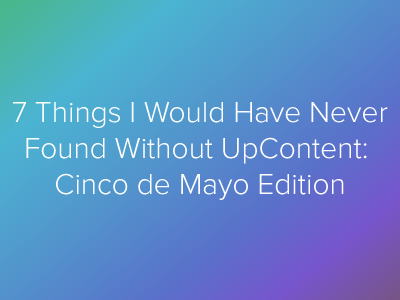 7 Things I Would Have Never
Found Without UpContent:
Cinco de Mayo Edition